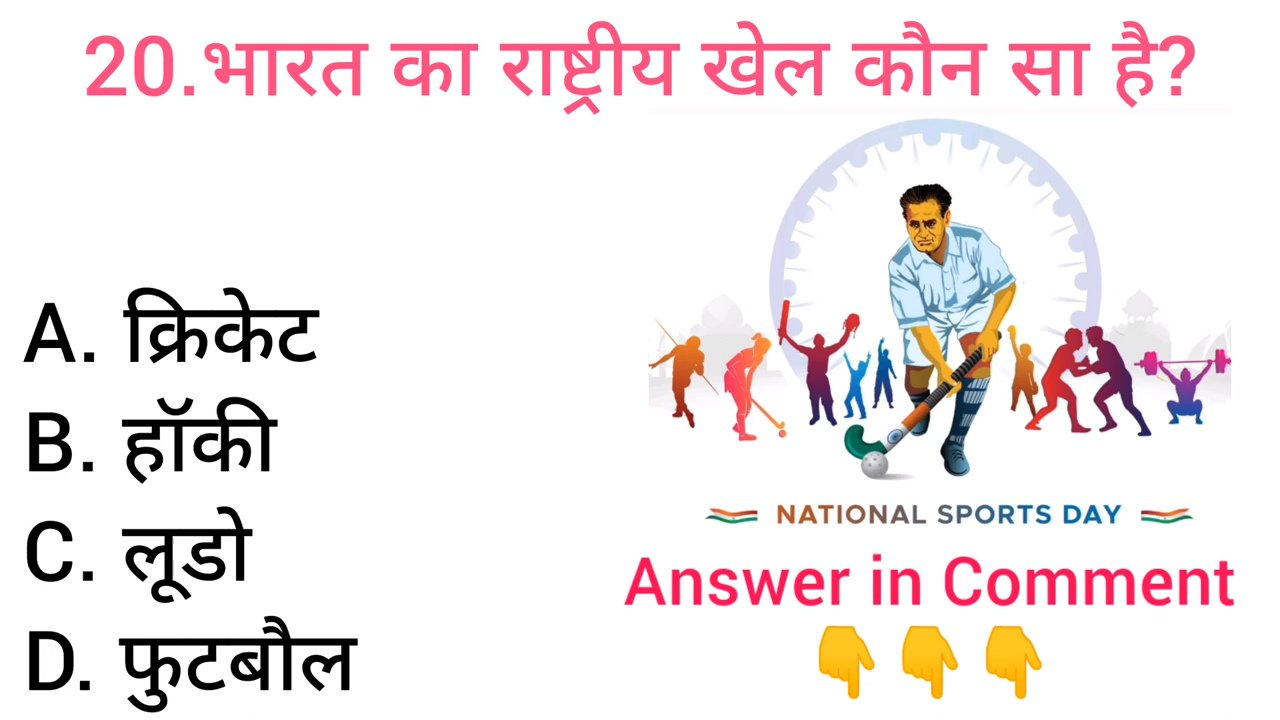 20.भारत का राष्ट्रीय खेल कौन सा है?
A. क्रिकेट
B. हॉकी
C. लूडो
D. फुटबौल
NATIONAL SPORTS DAY
Answer in Comment